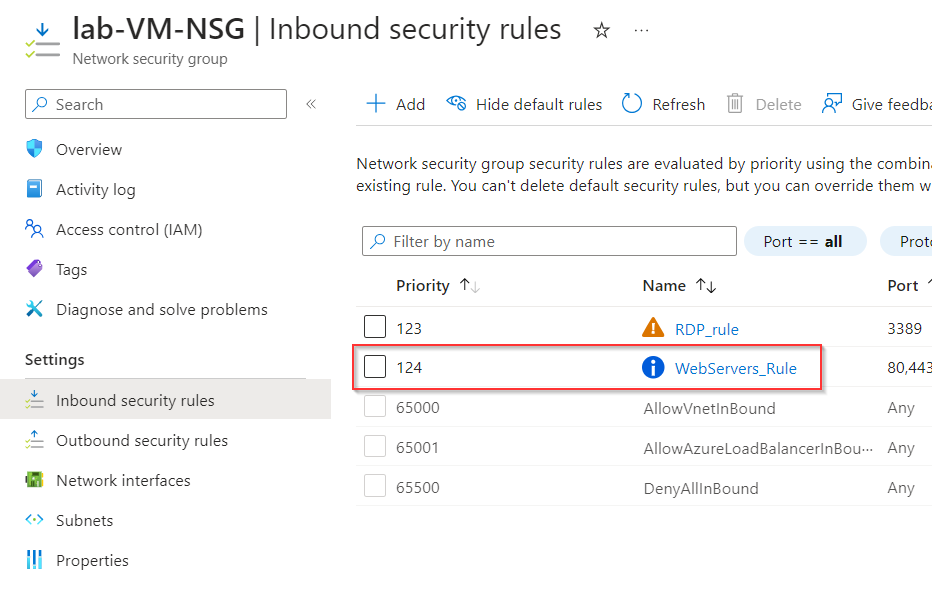 lab-VM-NSG | Inbound security rules ☆ ...
Network security group
Search «
Overview
Activity log
Access control (IAM)
Tags
Diagnose and solve problems
Settings
Inbound security rules
Outbound security rules
Network interfaces
Subnets
Properties
+ Add Hide default rules Refresh Delete Give feedba
Network security group security rules are evaluated by priority using the combina
existing rule. You can't delete default security rules, but you can override them w
Filter by name Port == all Proto
Priority ↑↓ Name ↑↓ Port ↑
123 RDP_rule 3389
124 WebServers_Rule 80,443
65000 AllowVnetInBound Any
65001 AllowAzureLoadBalancerInBou... Any
65500 DenyAllInBound Any